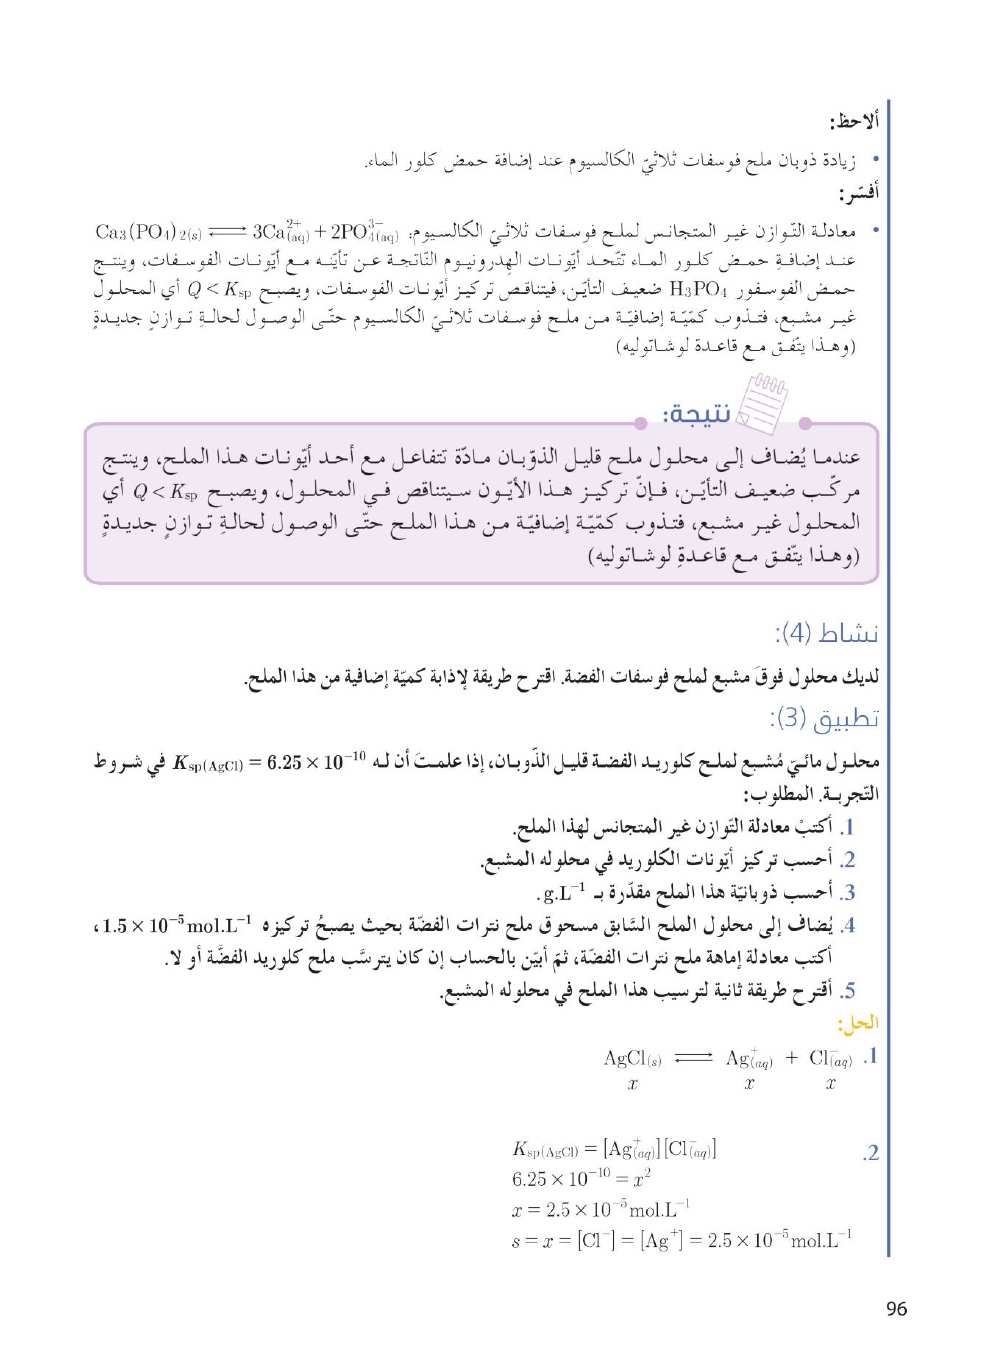 ألاحظ:
• زيادة ذوبان ملح فوسفات ثلاثيّ الكالسيوم عند إضافة حمض كلور الماء.
أفسّر:
• معادلة التّوازن غير المتجانس لملح فوسفات ثلاثيّ الكالسيوم: Ca₃(PO₄)₂(s) ⇌ 3Ca²⁺(aq) + 2PO₄³⁻(aq)
عند إضافةِ حمض كلور الماء تتّحد أيّونات الهدرونيوم النّاتجة عن تأيّنه مع أيّونات الفوسفات، وينتج
حمض الفوسفور H₃PO₄ ضعيف التأيّن، فيتناقص تركيز أيّونات الفوسفات، ويصبح Q < Ksp أي المحلول
غير مشبع، فتذوب كمّيّة إضافيّة من ملح فوسفات ثلاثيّ الكالسيوم حتّى الوصول لحالةِ توازنٍ جديدةٍ
(وهذا يتّفق مع قاعدة لوشاتوليه)
نتيجة:
عندما يُضاف إلى محلول ملح قليل الذوّبان مادّة تتفاعل مع أحد أيّونات هذا الملح، وينتج
مركّب ضعيف التأيّن، فإنّ تركيز هذا الأيّون سيتناقص في المحلول، ويصبح Q < Ksp أي
المحلول غير مشبع، فتذوب كمّيّة إضافيّة من هذا الملح حتّى الوصول لحالةِ توازنٍ جديدةٍ
(وهذا يتّفق مع قاعدةِ لوشاتوليه)
نشاط (4):
لديك محلول فوقَ مشبع لملح فوسفات الفضة. اقترح طريقة لإذابة كميّة إضافية من هذا الملح.
تطبيق (3):
محلول مائيّ مُشبع لملح كلوريد الفضة قليل الذّوبان، إذا علمتَ أن له Ksp(AgCl) = 6.25 × 10⁻¹⁰ في شروط
التّجربة. المطلوب:
1. أكتبْ معادلة التّوازن غير المتجانس لهذا الملح.
2. أحسب تركيز أيّونات الكلوريد في محلوله المشبع.
3. أحسب ذوبانيّة هذا الملح مقدّرة بـ g.L⁻¹.
4. يُضاف إلى محلول الملح السَّابق مسحوق ملح نترات الفضّة بحيث يصبحُ تركيزه 1.5 × 10⁻⁵ mol.L⁻¹،
أكتب معادلة إماهة ملح نترات الفضّة، ثمّ أبيّن بالحساب إن كان يترسَّب ملح كلوريد الفضَّة أو لا.
5. أقترح طريقة ثانية لترسيب هذا الملح في محلوله المشبع.
الحل:
1. AgCl(s) ⇌ Ag⁺(aq) + Cl⁻(aq)
x x x
2. Ksp(AgCl) = [Ag⁺(aq)][Cl⁻(aq)]
6.25 × 10⁻¹⁰ = x²
x = 2.5 × 10⁻⁵ mol.L⁻¹
s = x = [Cl⁻] = [Ag⁺] = 2.5 × 10⁻⁵ mol.L⁻¹
96